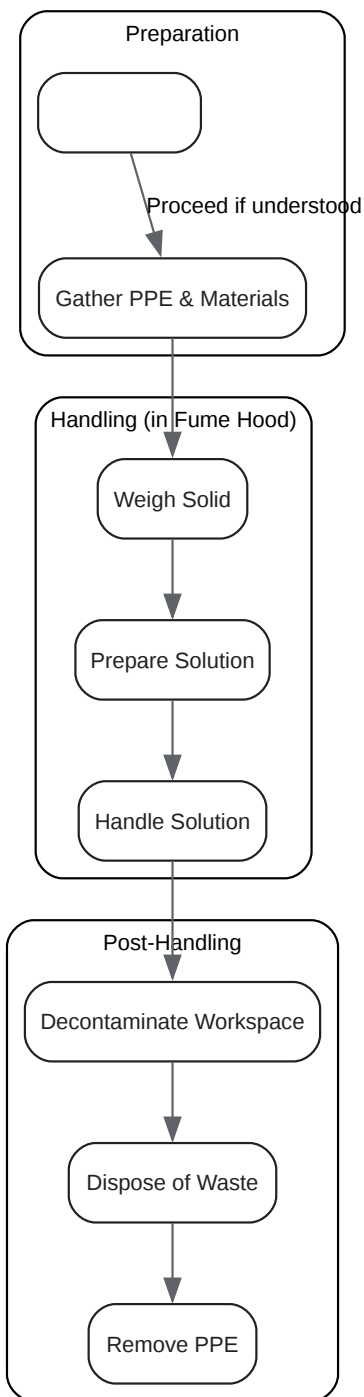 Preparation
Proceed if understood
Gather PPE & Materials
Handling (in Fume Hood)
Weigh Solid
Prepare Solution
Handle Solution
Post-Handling
Decontaminate Workspace
Dispose of Waste
Remove PPE